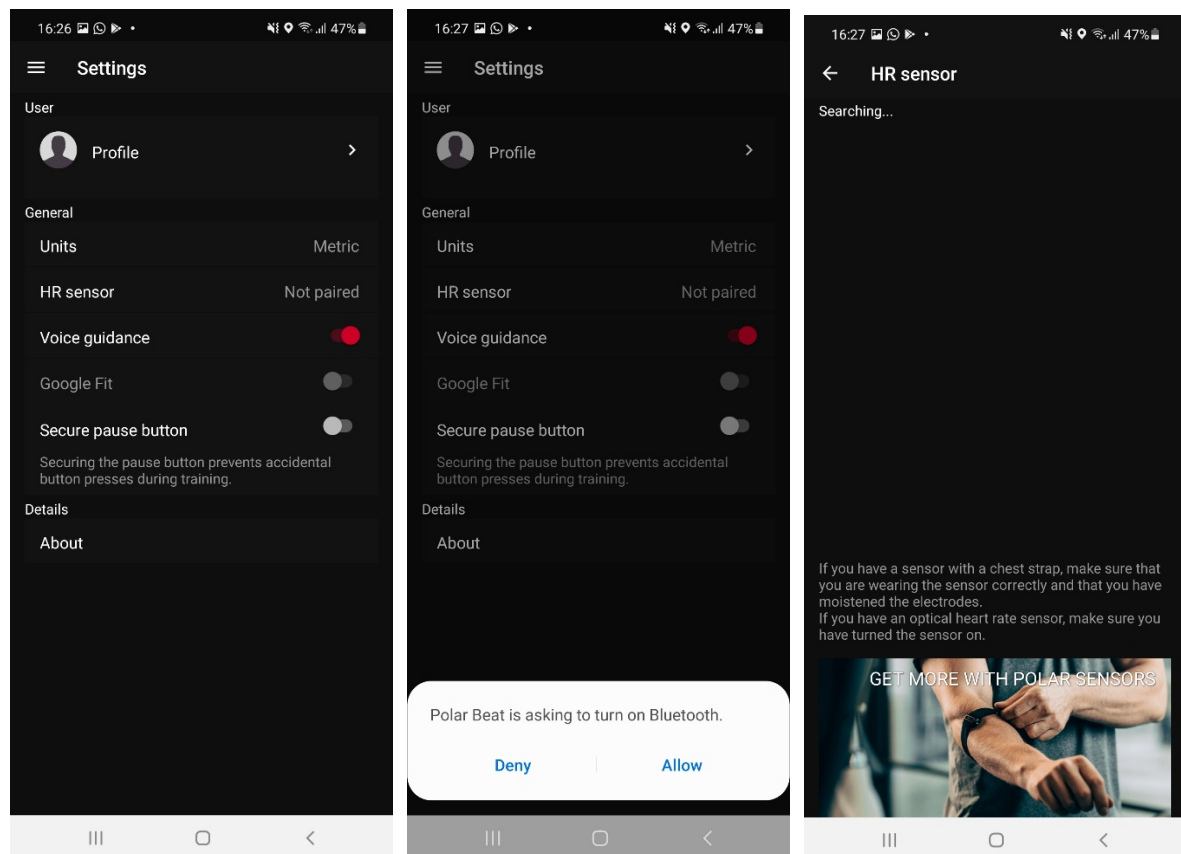 16:26 47%
Settings
User
Profile
General
Units Metric
HR sensor Not paired
Voice guidance
Google Fit
Secure pause button
Securing the pause button prevents accidental
button presses during training.
Details
About
16:27 47%
Settings
User
Profile
General
Units Metric
HR sensor Not paired
Voice guidance
Google Fit
Secure pause button
Securing the pause button prevents accidental
button presses during training.
Details
About
Polar Beat is asking to turn on Bluetooth.
Deny Allow
16:27 47%
HR sensor
Searching...
If you have a sensor with a chest strap, make sure that
you are wearing the sensor correctly and that you have
moistened the electrodes.
If you have an optical heart rate sensor, make sure you
have turned the sensor on.
GET MORE WITH POLAR SENSORS